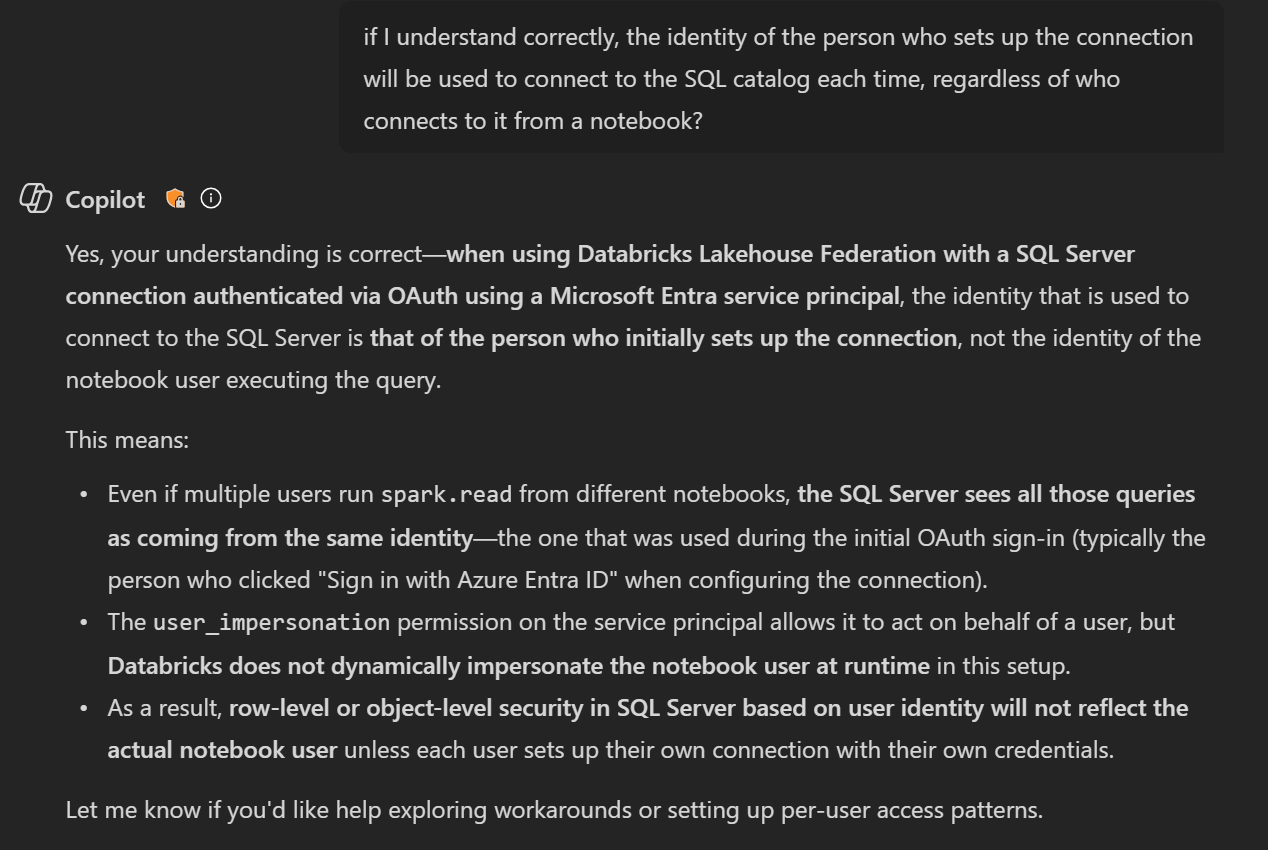 if I understand correctly, the identity of the person who sets up the connection
will be used to connect to the SQL catalog each time, regardless of who
connects to it from a notebook?
Copilot
Yes, your understanding is correct—when using Databricks Lakehouse Federation with a SQL Server
connection authenticated via OAuth using a Microsoft Entra service principal, the identity that is used to
connect to the SQL Server is that of the person who initially sets up the connection, not the identity of the
notebook user executing the query.
This means:
• Even if multiple users run spark.read from different notebooks, the SQL Server sees all those queries
as coming from the same identity—the one that was used during the initial OAuth sign-in (typically the
person who clicked "Sign in with Azure Entra ID" when configuring the connection).
• The user_impersonation permission on the service principal allows it to act on behalf of a user, but
Databricks does not dynamically impersonate the notebook user at runtime in this setup.
• As a result, row-level or object-level security in SQL Server based on user identity will not reflect the
actual notebook user unless each user sets up their own connection with their own credentials.
Let me know if you'd like help exploring workarounds or setting up per-user access patterns.